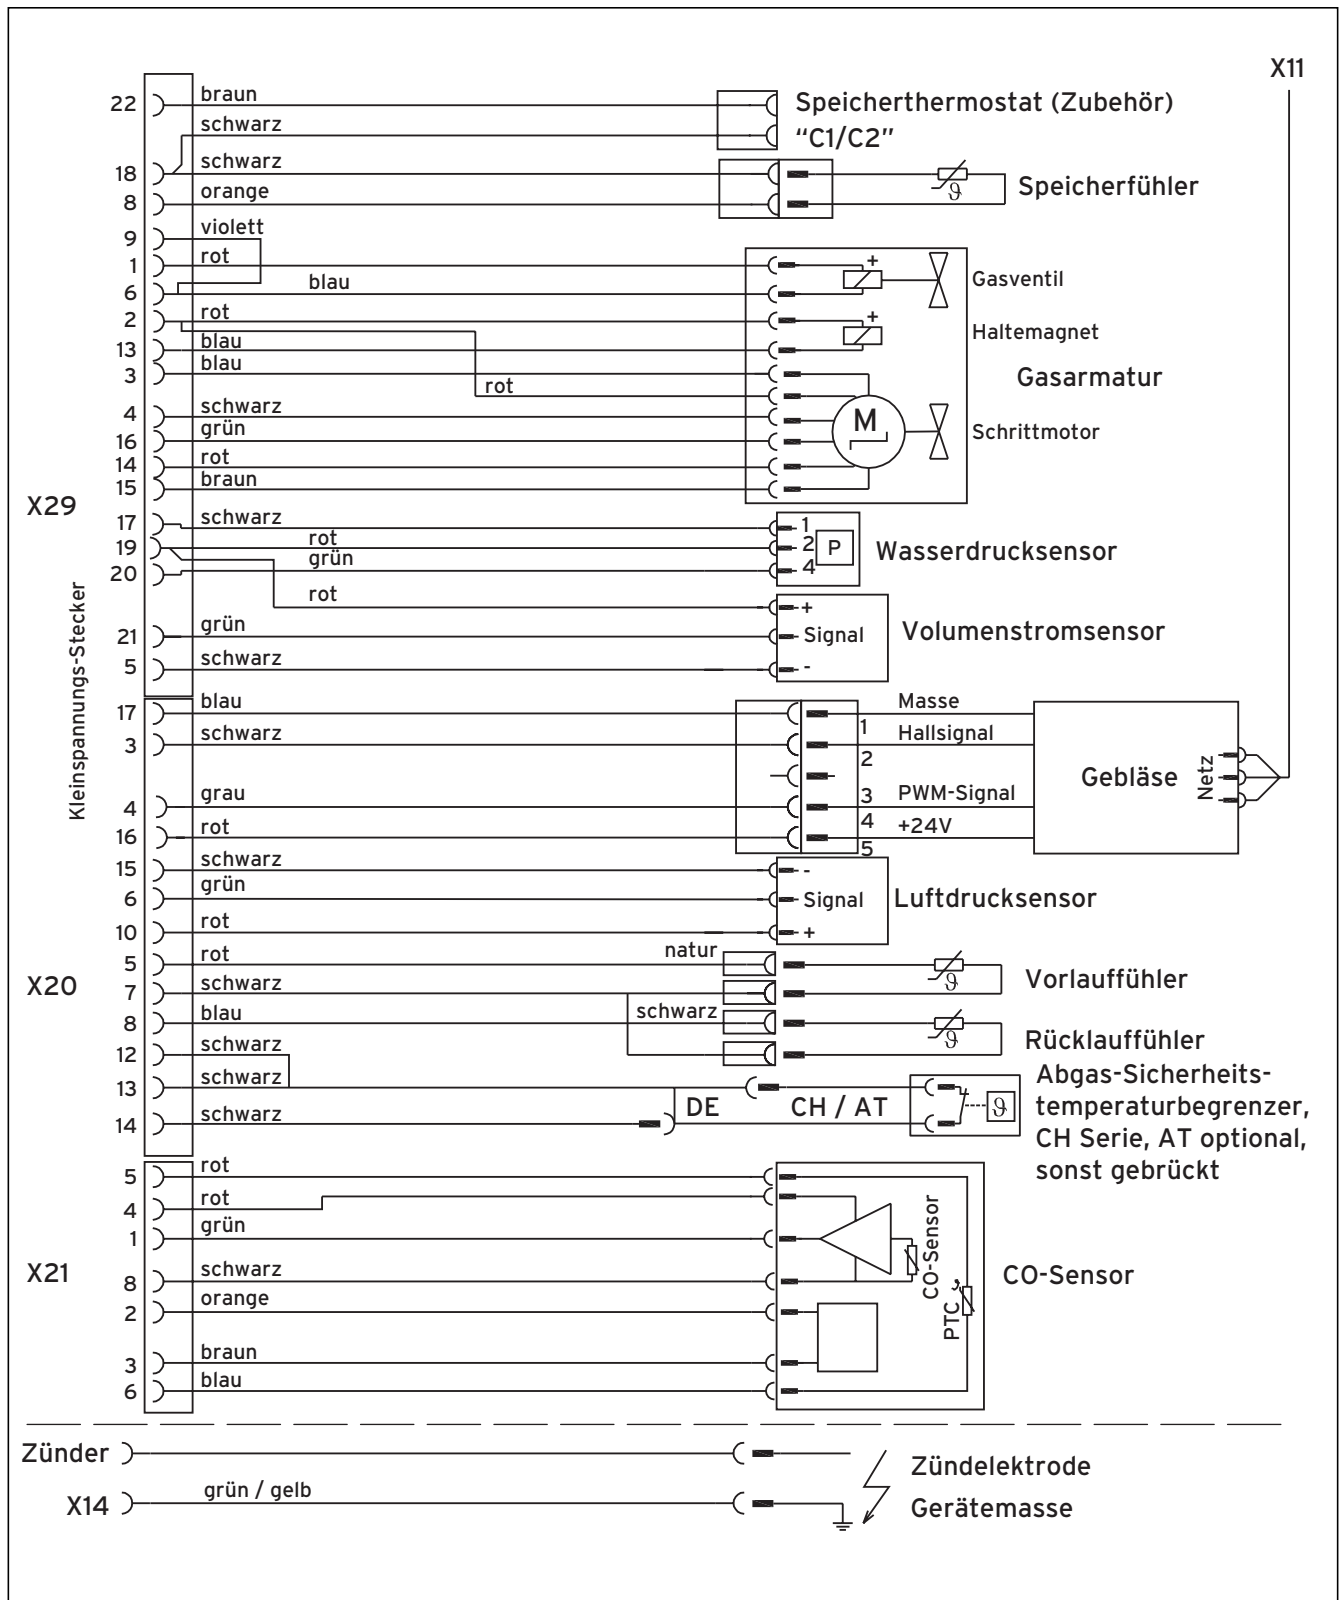 X11
22 braun
Speicherthermostat (Zubehör)
schwarz
“C1/C2”
18 schwarz
8 orange
ϑ
Speicherfühler
9 violett
1 rot
+
Gasventil
6 blau
2 rot
+
Haltemagnet
13 blau
3 blau
rot
Gasarmatur
4 schwarz
M
Schrittmotor
16 grün
14 rot
15 braun
X29
17 schwarz
1
19 rot
2
P
Wasserdrucksensor
20 grün
4
rot
+
21 grün
Signal
Volumenstromsensor
5 schwarz
-
Kleinspannungs-Stecker
17 blau
Masse
1
3 schwarz
Hallsignal
2
Gebläse
Netz
4 grau
3
PWM-Signal
16 rot
4
+24V
5
15 schwarz
-
6 grün
Signal
Luftdrucksensor
10 rot
+
5 rot
natur
ϑ
Vorlauffühler
X20
7 schwarz
8 blau
schwarz
ϑ
Rücklauffühler
12 schwarz
13 schwarz
DE
CH / AT
ϑ
Abgas-Sicherheits-
temperaturbegrenzer,
CH Serie, AT optional,
sonst gebrückt
14 schwarz
5 rot
4 rot
1 grün
CO-Sensor
X21
8 schwarz
CO-Sensor
2 orange
PTC
3 braun
6 blau
Zünder
Zündelektrode
X14
grün / gelb
Gerätemasse